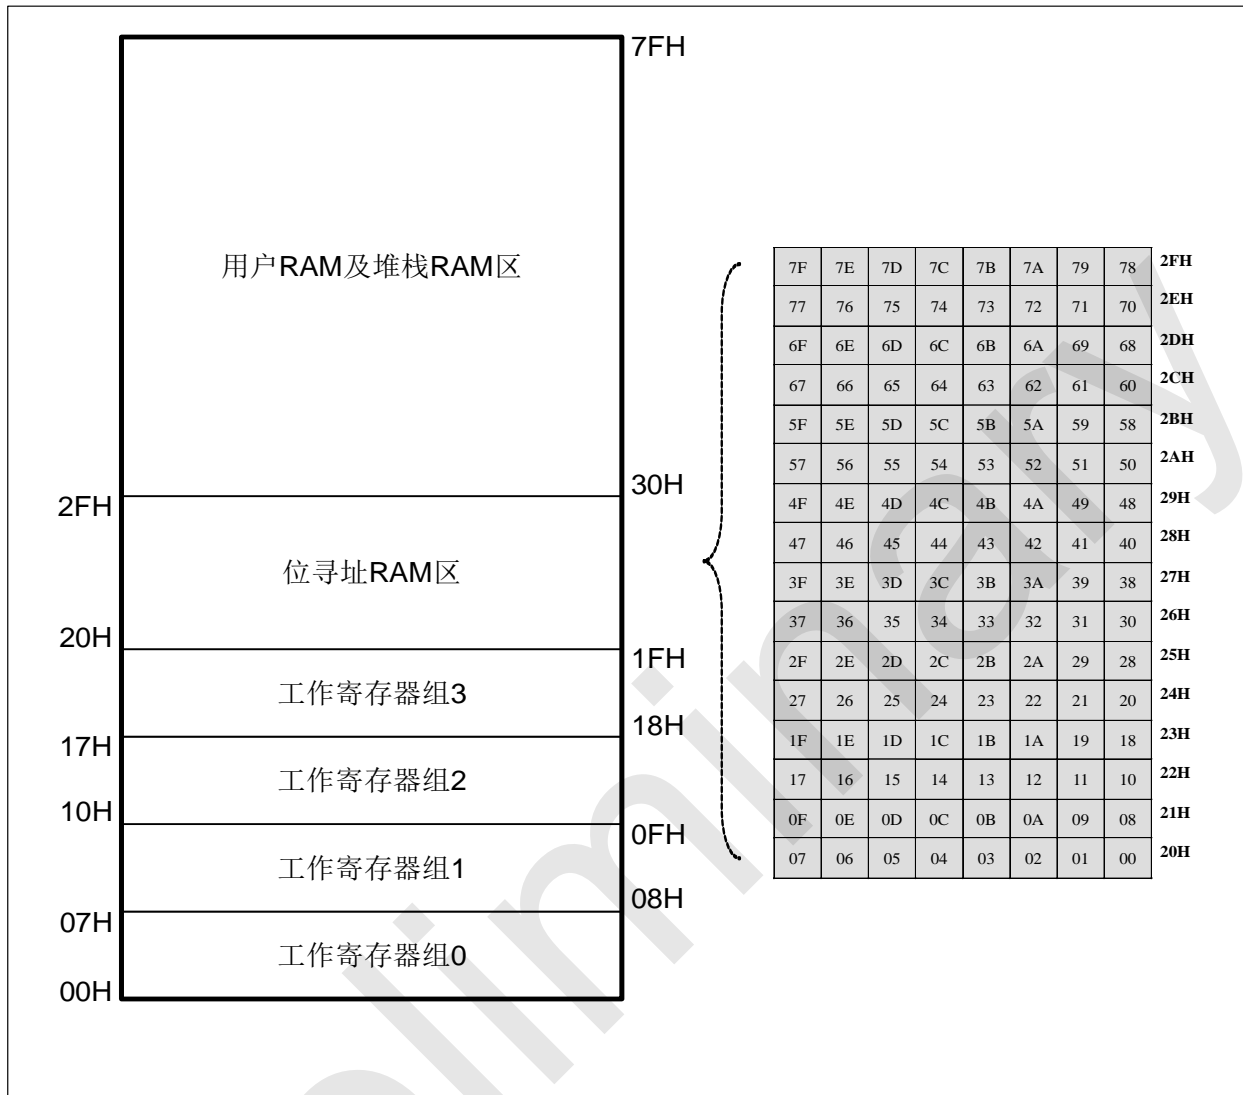 7FH
用户RAM及堆栈RAM区
30H
2FH
位寻址RAM区
20H
1FH
工作寄存器组3
18H
17H
工作寄存器组2
10H
0FH
工作寄存器组1
08H
07H
工作寄存器组0
00H
7F 7E 7D 7C 7B 7A 79 78 2FH
77 76 75 74 73 72 71 70 2EH
6F 6E 6D 6C 6B 6A 69 68 2DH
67 66 65 64 63 62 61 60 2CH
5F 5E 5D 5C 5B 5A 59 58 2BH
57 56 55 54 53 52 51 50 2AH
4F 4E 4D 4C 4B 4A 49 48 29H
47 46 45 44 43 42 41 40 28H
3F 3E 3D 3C 3B 3A 39 38 27H
37 36 35 34 33 32 31 30 26H
2F 2E 2D 2C 2B 2A 29 28 25H
27 26 25 24 23 22 21 20 24H
1F 1E 1D 1C 1B 1A 19 18 23H
17 16 15 14 13 12 11 10 22H
0F 0E 0D 0C 0B 0A 09 08 21H
07 06 05 04 03 02 01 00 20H
liminary